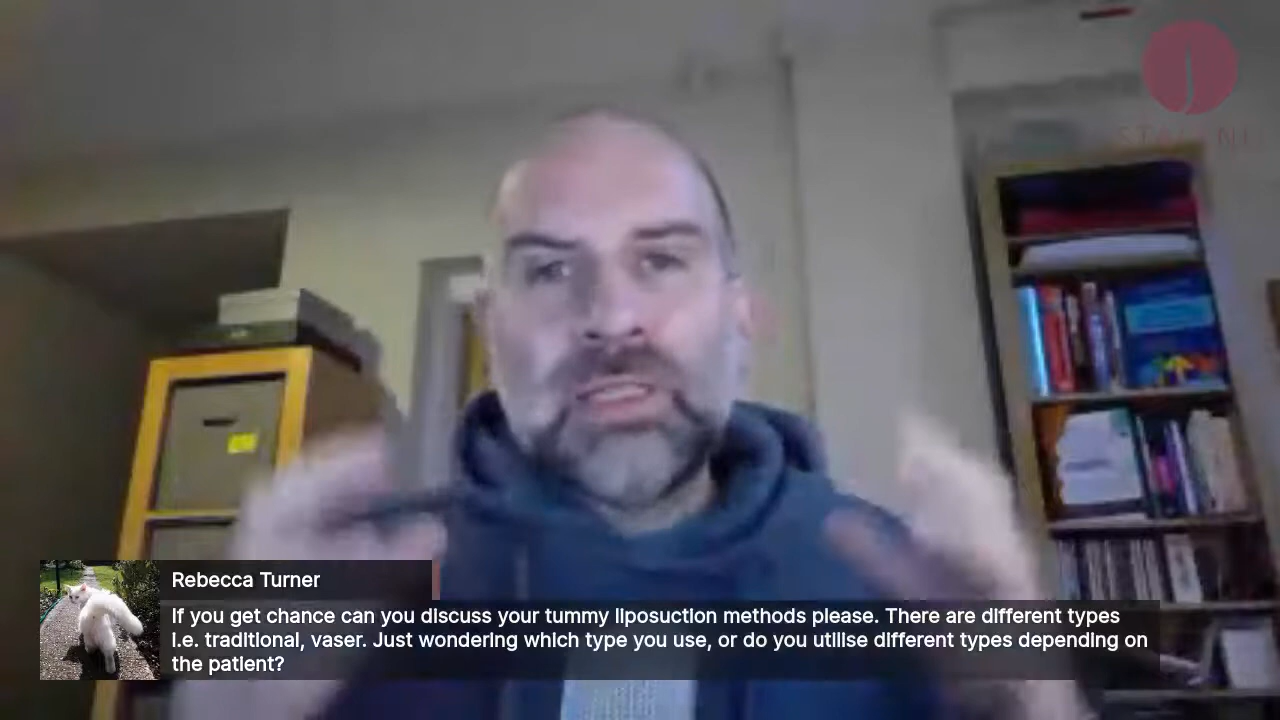 Rebecca Turner
If you get chance can you discuss your tummy liposuction methods please. There are different types
i.e. traditional, vaser. Just wondering which type you use, or do you utilise different types depending on
the patient?